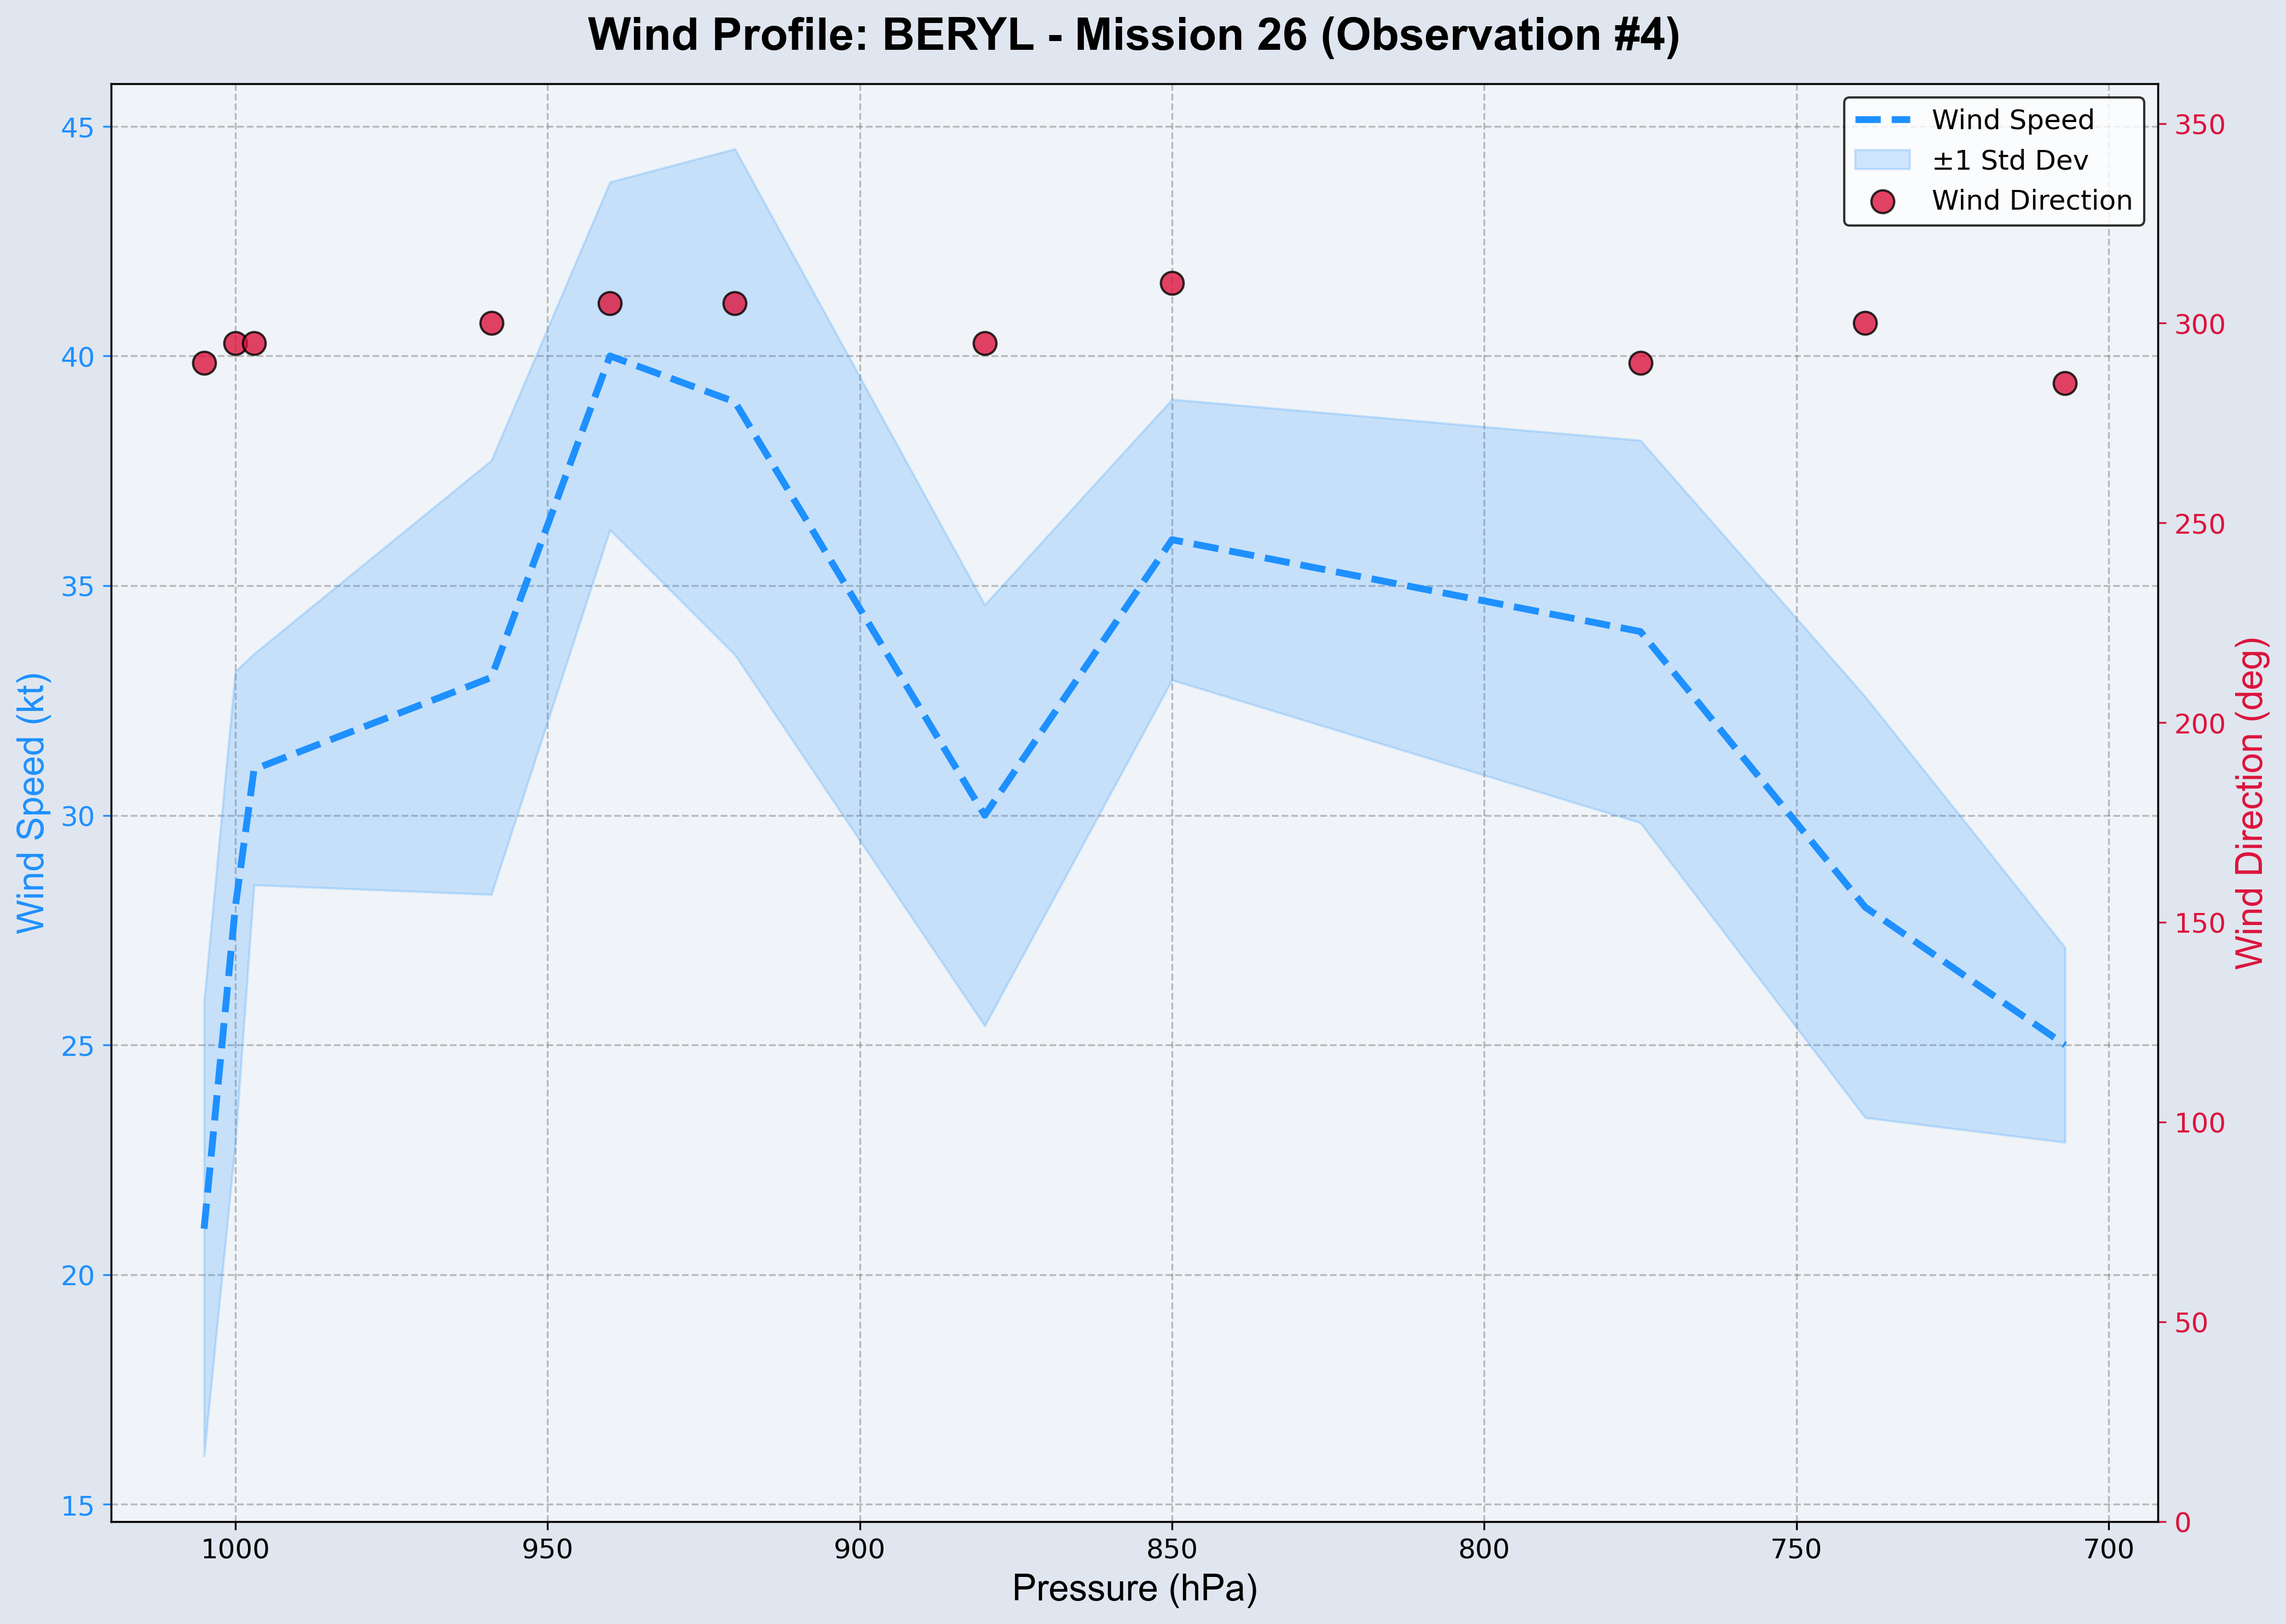 Wind Profile: BERYL - Mission 26 (Observation #4)
Wind Speed
±1 Std Dev
Wind Direction
45
40
35
30
25
20
15
Wind Speed (kt)
350
300
250
200
150
100
50
0
Wind Direction (deg)
1000 950 900 850 800 750 700
Pressure (hPa)